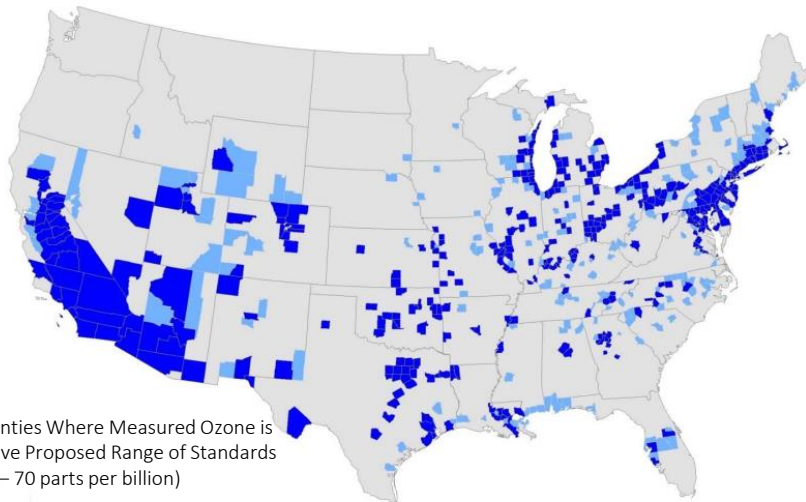 nties Where Measured Ozone is
ve Proposed Range of Standards
– 70 parts per billion)